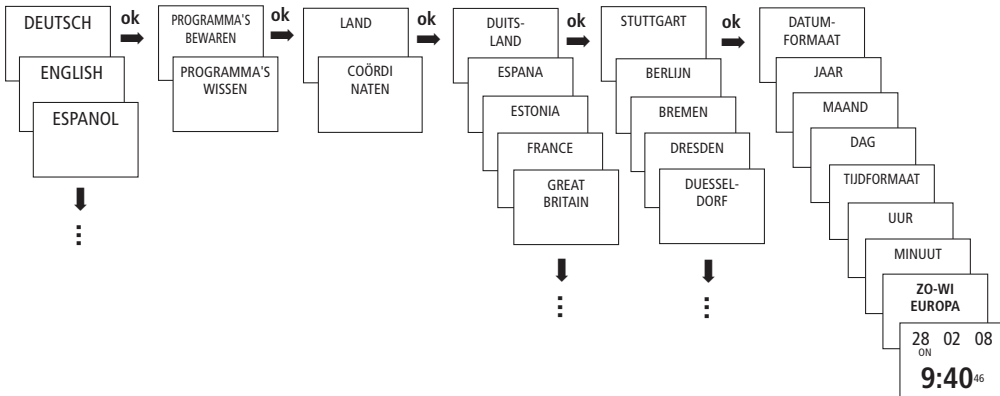 DEUTSCH
ENGLISH
ESPANOL
ok
PROGRAMMA'S
BEWAREN
PROGRAMMA'S
WISSEN
ok
LAND
COÖRDI
NATEN
ok
DUITS-
LAND
ESPANA
ESTONIA
FRANCE
GREAT
BRITAIN
ok
STUTTGART
BERLIJN
BREMEN
DRESDEN
DUESSEL-
DORF
ok
DATUM-
FORMAAT
JAAR
MAAND
DAG
TIJDFORMAAT
UUR
MINUUT
ZO-WI
EUROPA
28 02 08
ON
9:40 46